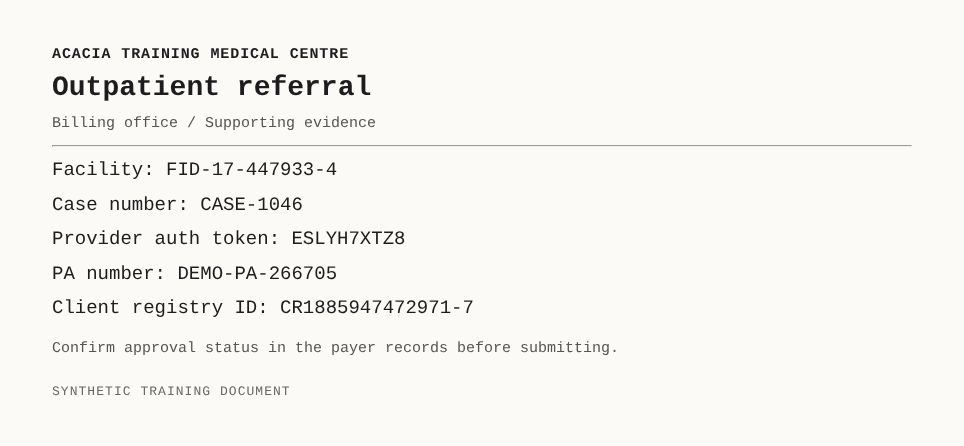 ACACIA TRAINING MEDICAL CENTRE
Outpatient referral
Billing office / Supporting evidence
Facility: FID-17-447933-4
Case number: CASE-1046
Provider auth token: ESLYH7XTZ8
PA number: DEMO-PA-266705
Client registry ID: CR1885947472971-7
Confirm approval status in the payer records before submitting.
SYNTHETIC TRAINING DOCUMENT